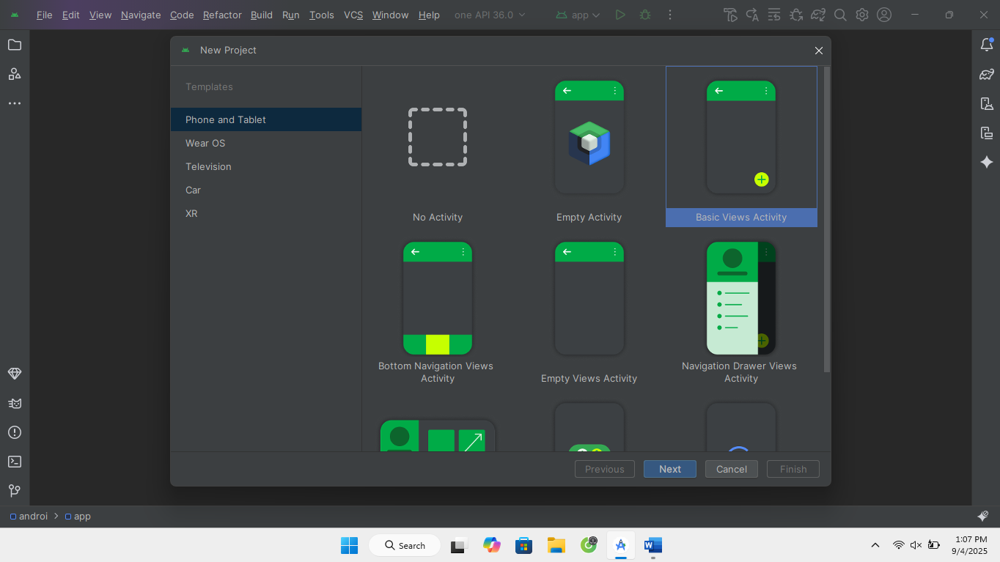 File Edit View Navigate Code Refactor Build Run Tools VCS Window Help one API 36.0 app
New Project
Templates
Phone and Tablet
Wear OS
Television
Car
XR
No Activity
Empty Activity
Basic Views Activity
Bottom Navigation Views
Activity
Empty Views Activity
Navigation Drawer Views
Activity
Previous Next Cancel Finish
androi > app
Search
1:07 PM
9/4/2025